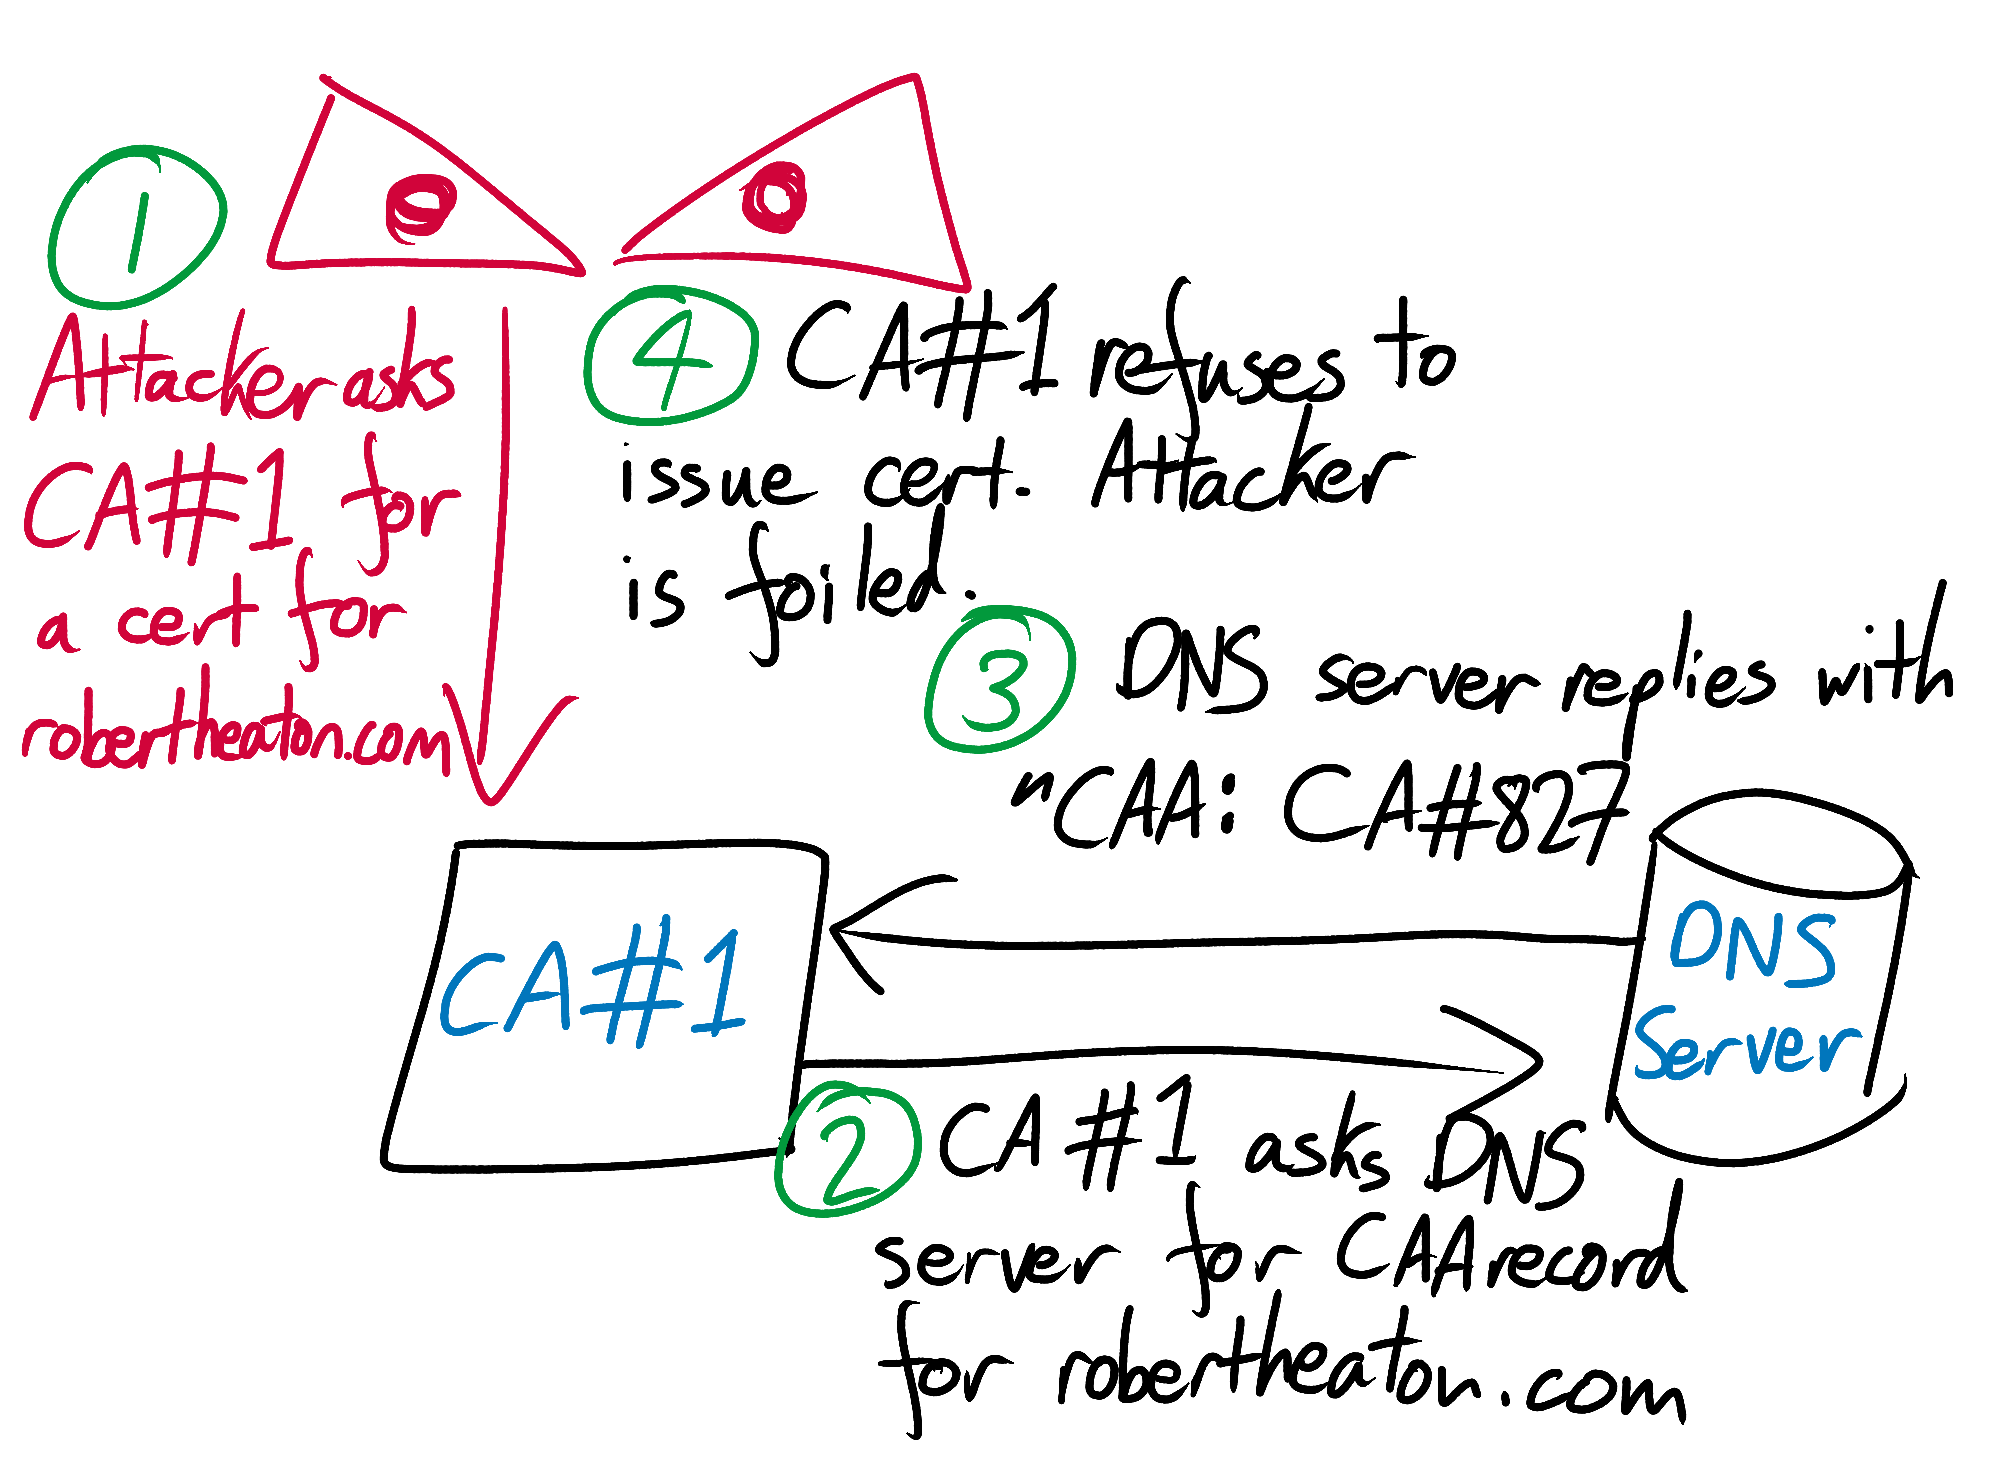 1
Attacker asks
CA#1 for
a cert for
robertheaton.com
4 CA#1 refuses to
issue cert. Attacker
is foiled.
3 DNS server replies with
"CAA: CA#827
CA#1
DNS
Server
2 CA #1 asks DNS
server for CAA record
for robertheaton.com